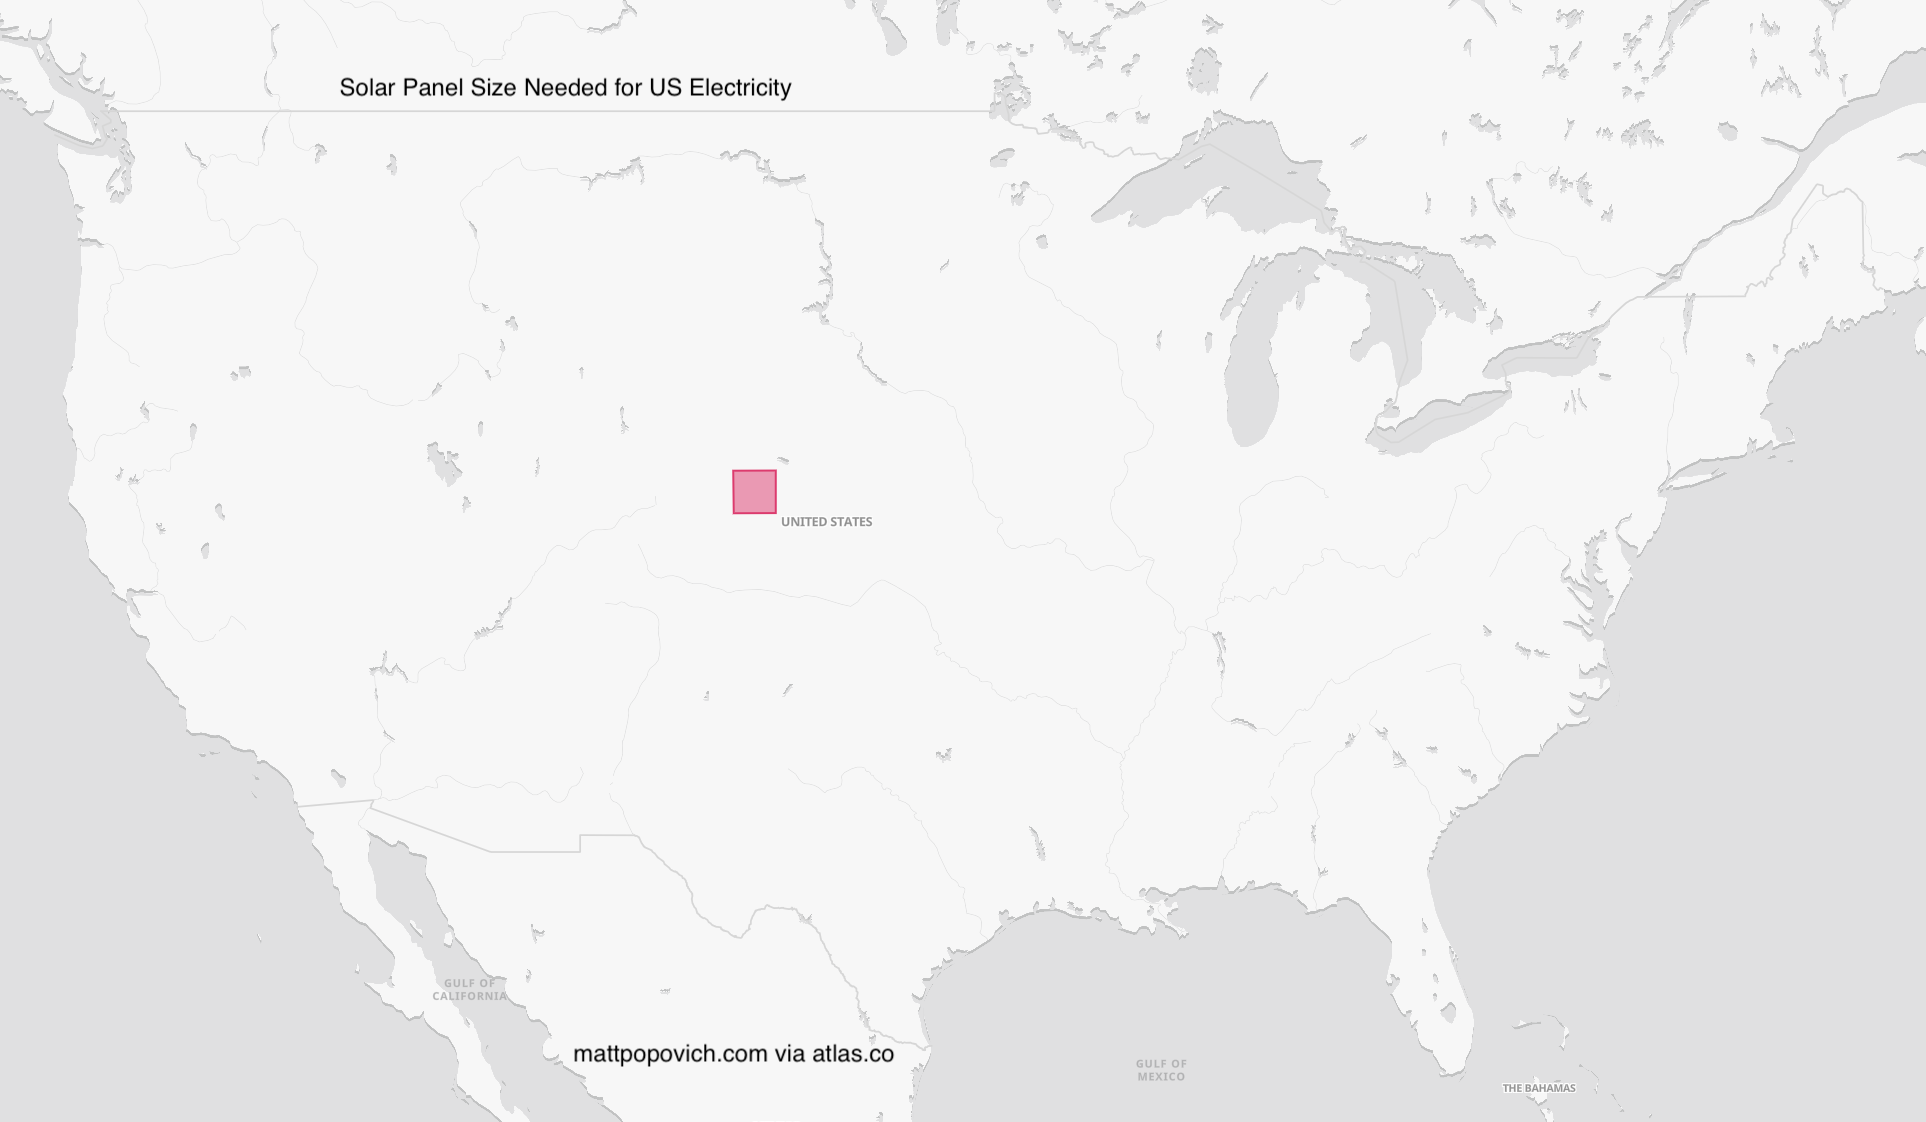 Solar Panel Size Needed for US Electricity
UNITED STATES
GULF OF
CALIFORNIA
mattpopovich.com via atlas.co
GULF OF
MEXICO
THE BAHAMAS